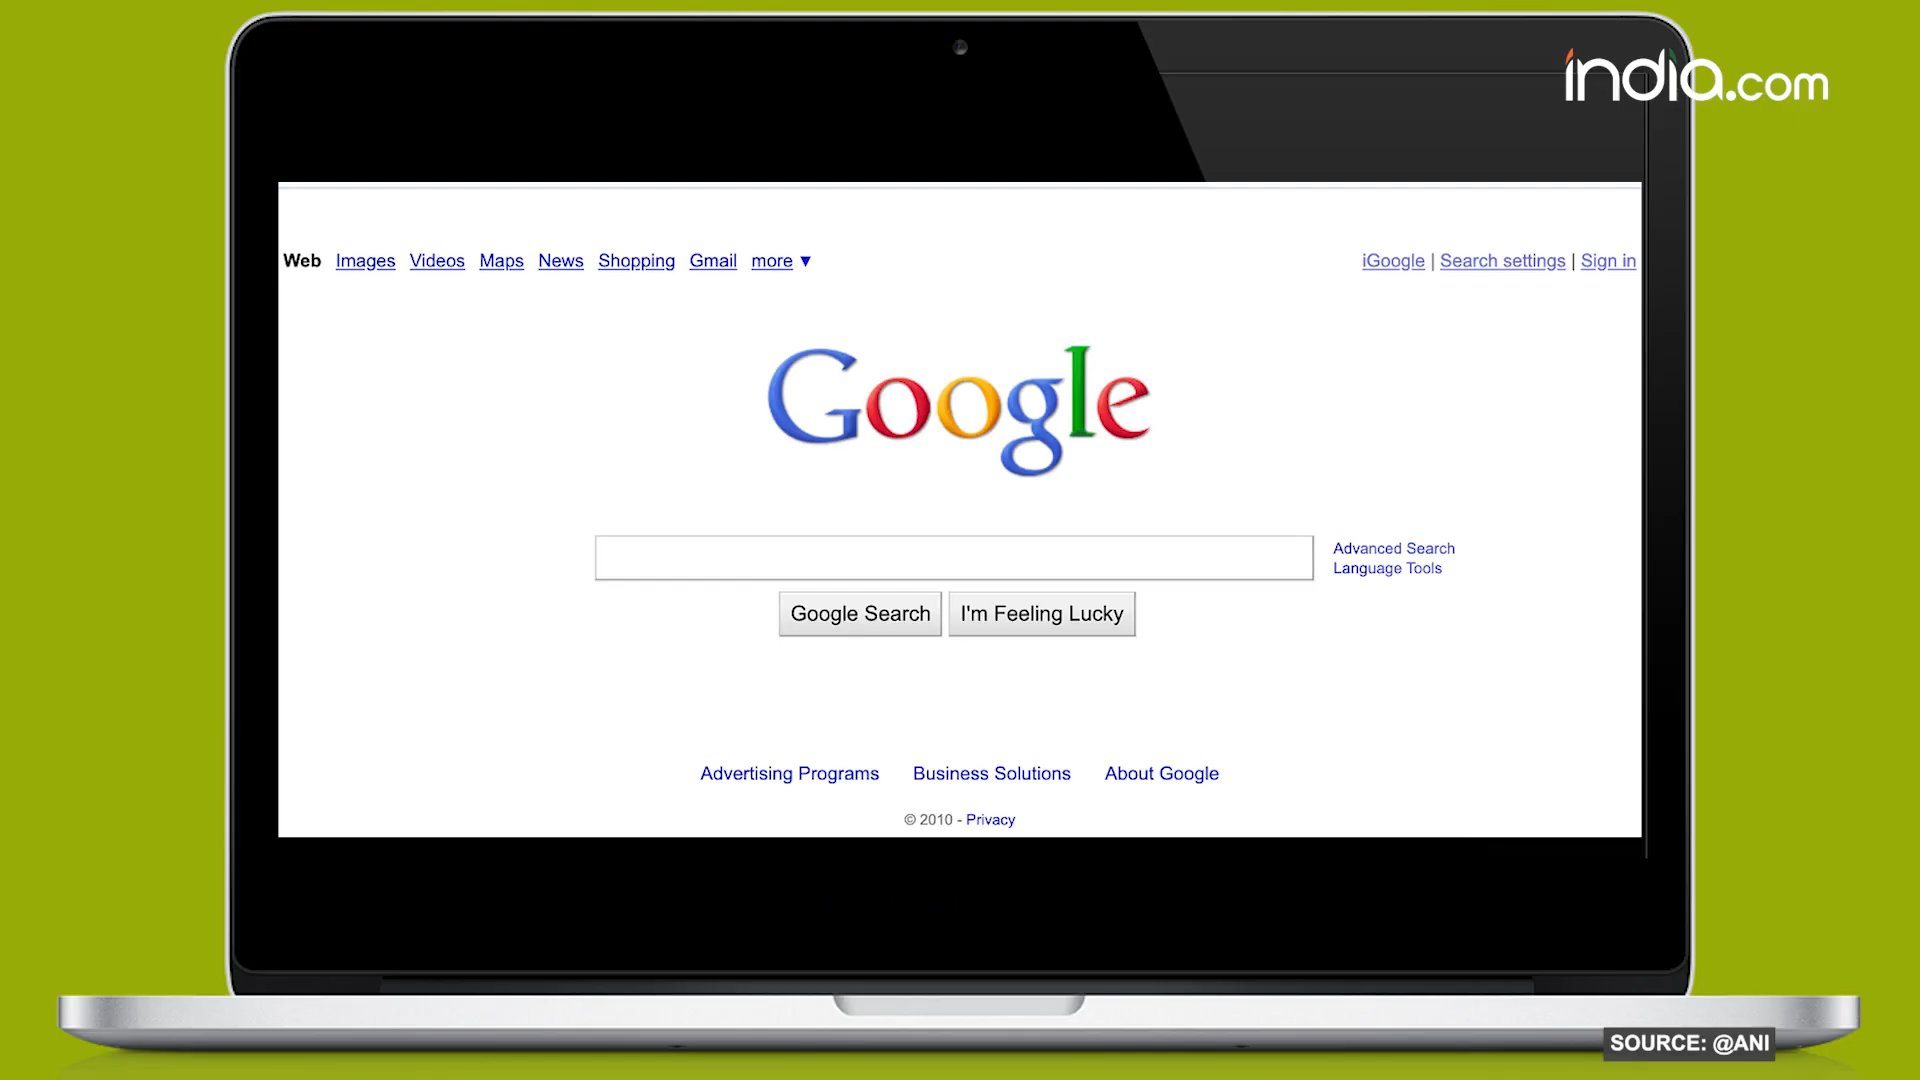 india.com
Web Images Videos Maps News Shopping Gmail more ▼ iGoogle | Search settings | Sign in
Google
Advanced Search
Language Tools
Google Search I'm Feeling Lucky
Advertising Programs Business Solutions About Google
© 2010 - Privacy
SOURCE: @ANI